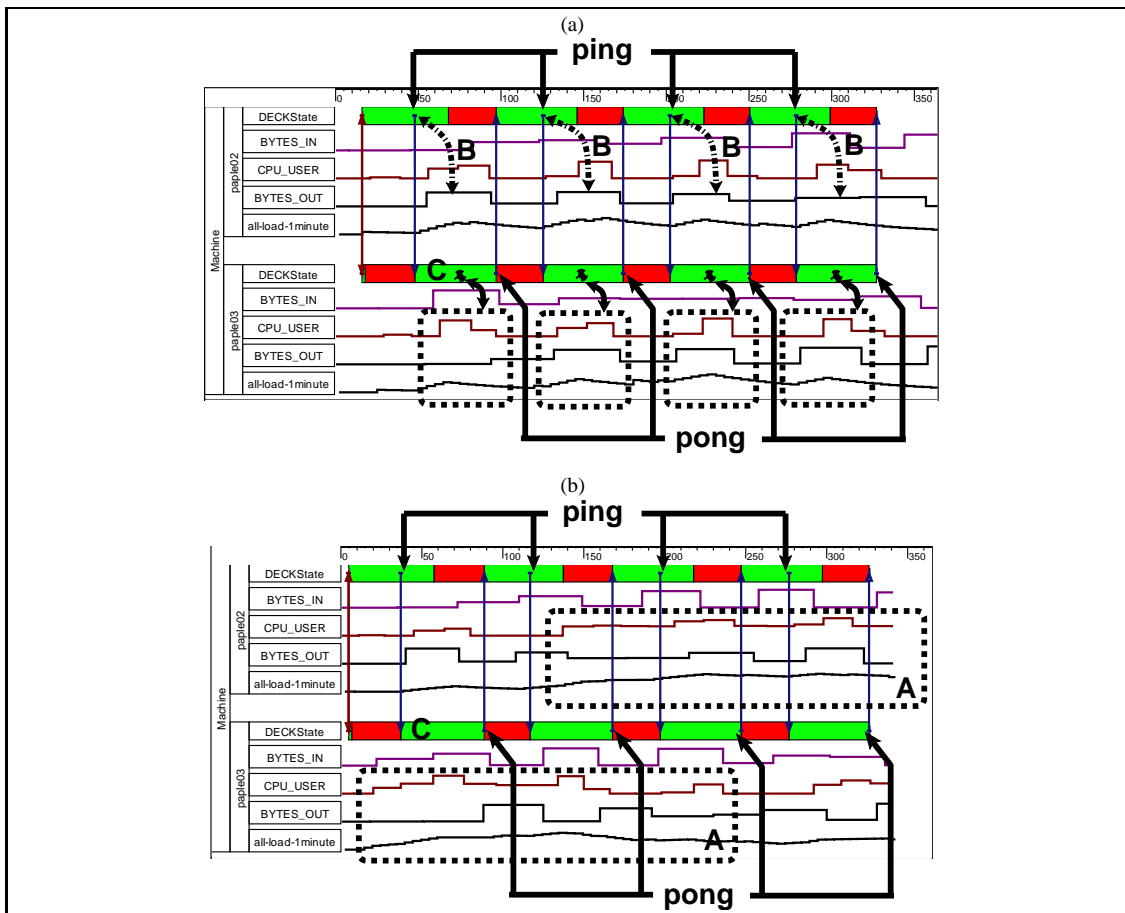 (a)
ping
0 50 100 150 200 250 300 350
Machine
paple02
DECKState
BYTES_IN
CPU_USER
BYTES_OUT
all-load-1minute
B B B B
paple03
DECKState
BYTES_IN
CPU_USER
BYTES_OUT
all-load-1minute
C
pong
(b)
ping
0 50 100 150 200 250 300 350
Machine
paple02
DECKState
BYTES_IN
CPU_USER
BYTES_OUT
all-load-1minute
A
paple03
DECKState
BYTES_IN
CPU_USER
BYTES_OUT
all-load-1minute
C
A
pong